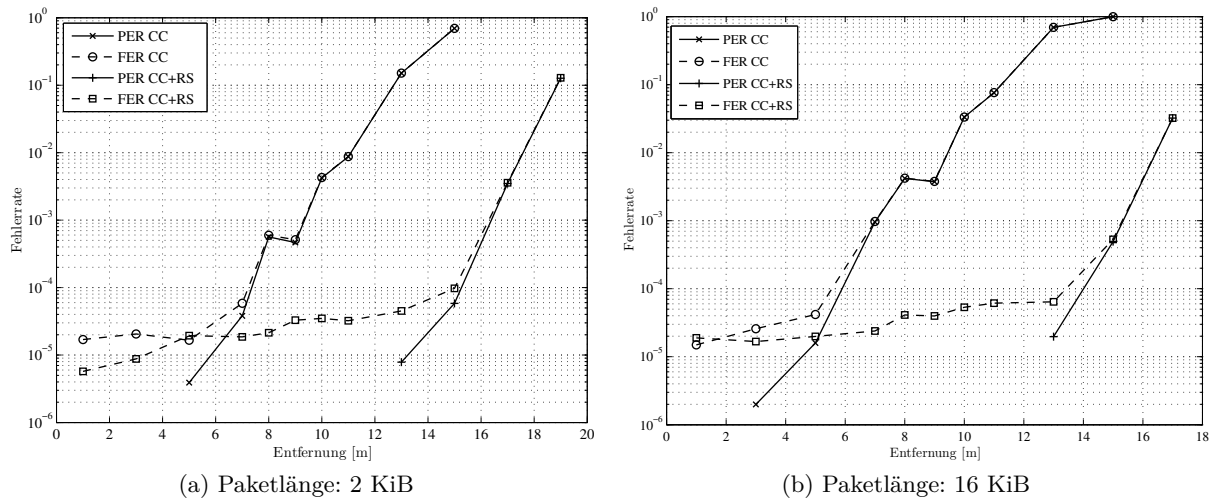 10^0
10^-1
10^-2
10^-3
10^-4
10^-5
10^-6
Fehlerrate
PER CC
FER CC
PER CC+RS
FER CC+RS
0 2 4 6 8 10 12 14 16 18 20
Entfernung [m]
(a) Paketlänge: 2 KiB
10^0
10^-1
10^-2
10^-3
10^-4
10^-5
10^-6
Fehlerrate
PER CC
FER CC
PER CC+RS
FER CC+RS
0 2 4 6 8 10 12 14 16 18
Entfernung [m]
(b) Paketlänge: 16 KiB